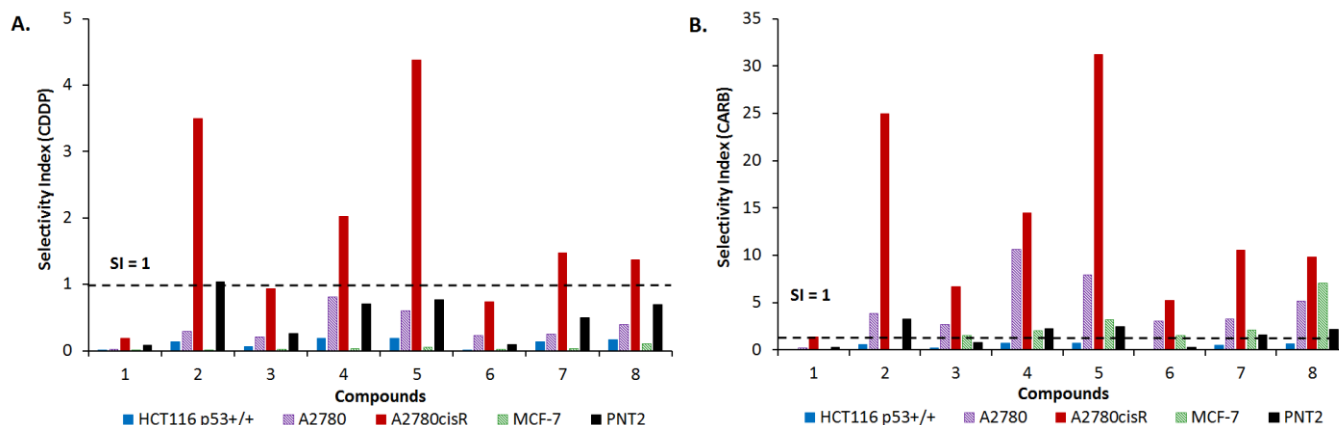 A.
Selectivity Index (CDDP)
5
4
3
2
1
0
SI = 1
1 2 3 4 5 6 7 8
Compounds
HCT116 p53+/+ A2780 A2780cisR MCF-7 PNT2
B.
Selectivity Index (CARB)
35
30
25
20
15
10
5
0
SI = 1
1 2 3 4 5 6 7 8
Compounds
HCT116 p53+/+ A2780 A2780cisR MCF-7 PNT2